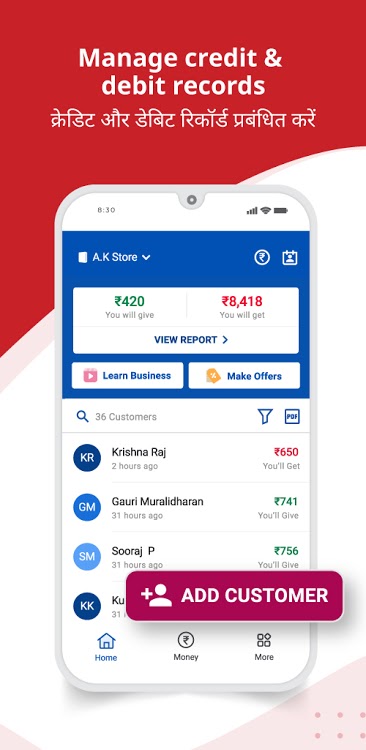 Manage credit &
debit records
क्रेडिट और डेबिट रिकॉर्ड प्रबंधित करें
8:30
A.K Store
₹420
You will give
₹8,418
You will get
VIEW REPORT
Learn Business
Make Offers
36 Customers
PDF
KR
Krishna Raj
2 hours ago
₹650
You'll Get
GM
Gauri Muralidharan
31 hours ago
₹741
You'll Give
SM
Sooraj P
31 hours ago
₹756
You'll Give
KK
Ku
31
ADD CUSTOMER
Home
Money
More